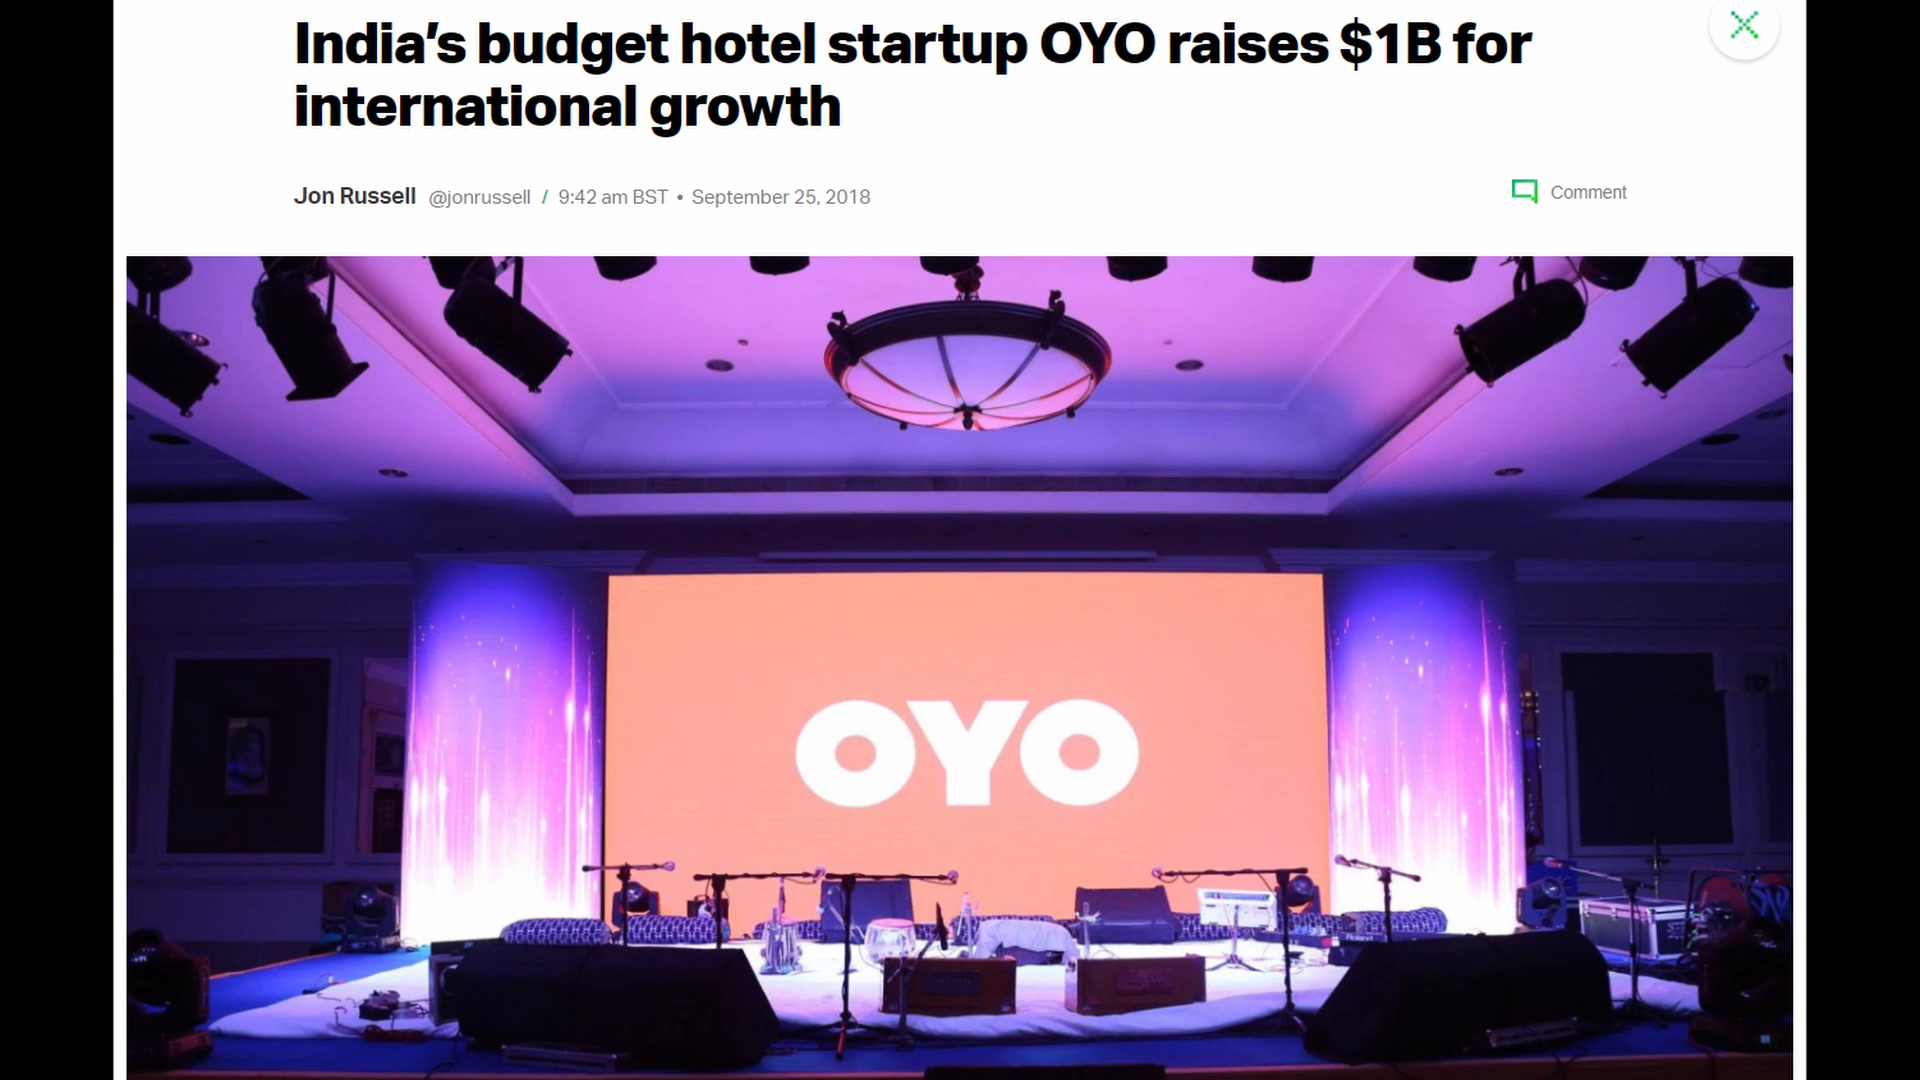 India's budget hotel startup OYO raises $1B for
international growth
Jon Russell @jonrussell / 9:42 am BST • September 25, 2018
Comment
OYO
Roland